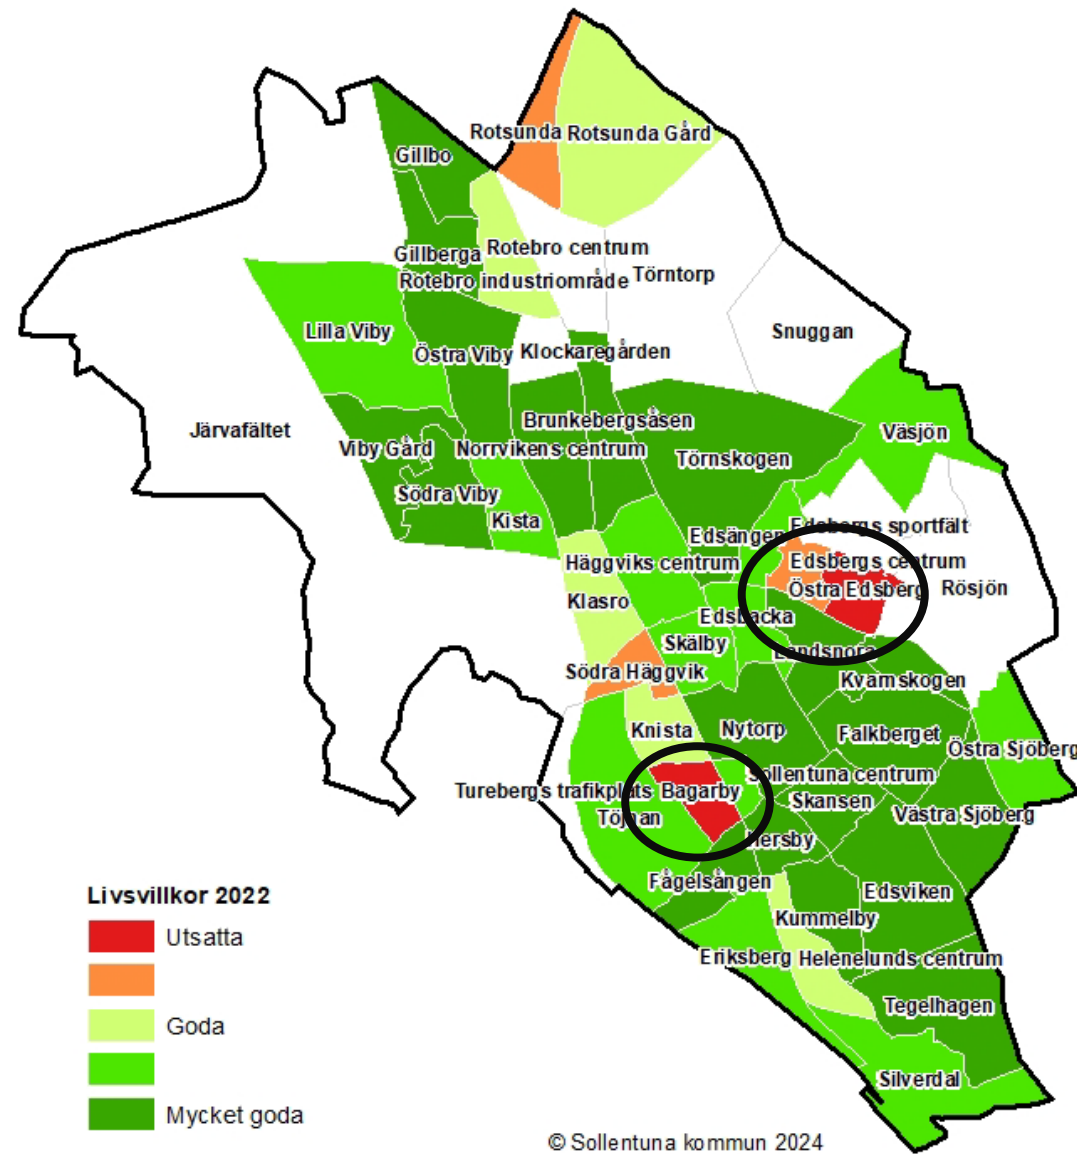 Rotsunda
Rotsunda Gård
Gillbo
Gillberga
Rotebro centrum
Rotebro industriområde
Törntorp
Snuggan
Lilla Viby
Östra Viby
Klockaregården
Järvafältet
Viby Gård
Brunkebergsåsen
Norrvikens centrum
Törnskogen
Väsjön
Södra Viby
Kista
Edsängen
Edsbergs sportfält
Häggviks centrum
Edsbergs centrum
Östra Edsberg
Rösjön
Klasro
Edsbacka
Skälby
Landsnora
Södra Häggvik
Kvarnskogen
Knista
Nytorp
Falkberget
Östra Sjöberg
Sollentuna centrum
Turebergs trafikplats
Bagarby
Skansen
Töjnan
Västra Sjöberg
Hersby
Fågelsången
Edsviken
Kummelby
Eriksberg
Helenelunds centrum
Tegelhagen
Silverdal
Livsvillkor 2022
Utsatta
Goda
Mycket goda
© Sollentuna kommun 2024